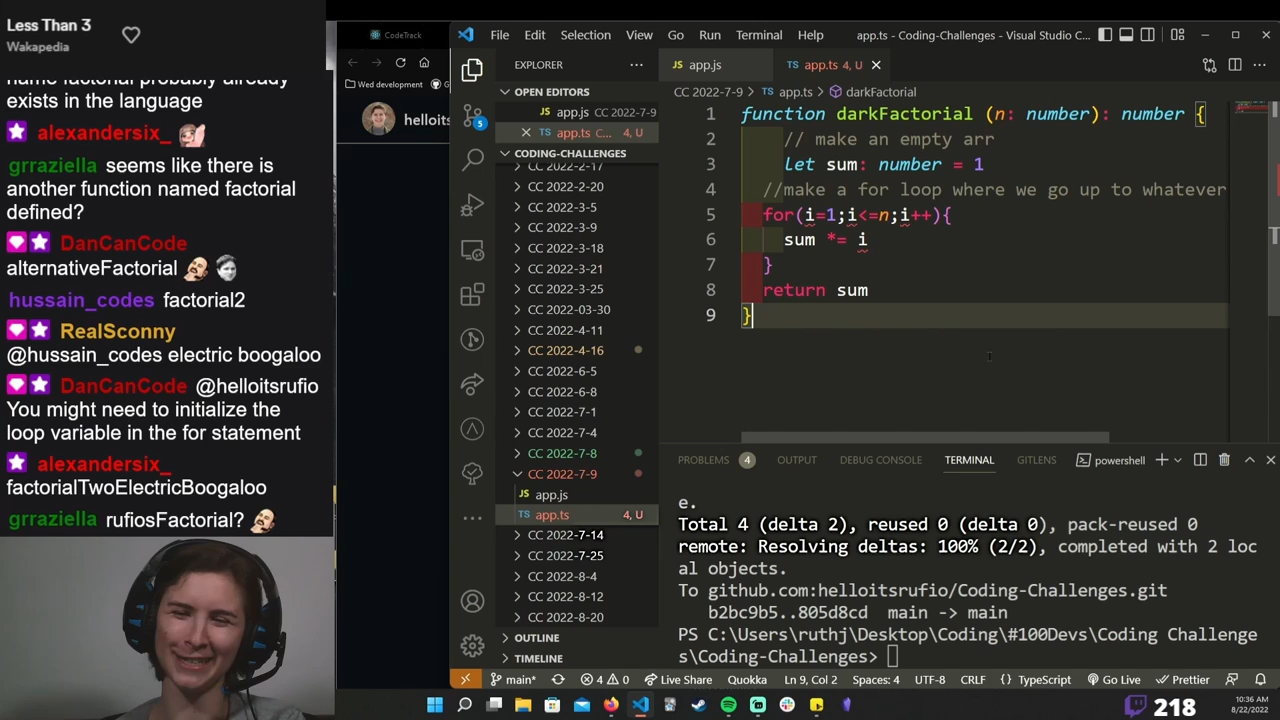 Less Than 3
Wakapedia
name factorial probably already
exists in the language
alexandersix_
grraziella seems like there is
another function named factorial
defined?
DanCanCode
alternativeFactorial
hussain_codes factorial2
RealSconny
@hussain_codes electric boogaloo
DanCanCode @helloitsrufio
You might need to initialize the
loop variable in the for statement
alexandersix_
factorialTwoElectricBoogaloo
grraziella rufiosFactorial?
CodeTrack
Wed development
helloits
File Edit Selection View Go Run Terminal Help
app.ts - Coding-Challenges - Visual Studio C...
EXPLORER
OPEN EDITORS
app.js CC 2022-7-9
app.ts C... 4, U
CODING-CHALLENGES
CC 2022-2-17
CC 2022-2-20
CC 2022-3-5
CC 2022-3-9
CC 2022-3-18
CC 2022-3-21
CC 2022-3-25
CC 2022-03-30
CC 2022-4-11
CC 2022-4-16
CC 2022-6-5
CC 2022-6-8
CC 2022-7-1
CC 2022-7-4
CC 2022-7-8
CC 2022-7-9
app.js
app.ts 4, U
CC 2022-7-14
CC 2022-7-25
CC 2022-8-4
CC 2022-8-12
CC 2022-8-20
OUTLINE
TIMELINE
5
app.js
app.ts 4, U
CC 2022-7-9 > app.ts > darkFactorial
1 function darkFactorial (n: number): number {
2 // make an empty arr
3 let sum: number = 1
4 //make a for loop where we go up to whatever
5 for(i=1;i<=n;i++){
6 sum *= i
7 }
8 return sum
9 }
PROBLEMS 4 OUTPUT DEBUG CONSOLE TERMINAL GITLENS powershell
e.
Total 4 (delta 2), reused 0 (delta 0), pack-reused 0
remote: Resolving deltas: 100% (2/2), completed with 2 loc
al objects.
To github.com:helloitsrufio/Coding-Challenges.git
b2bc9b5..805d8cd main -> main
PS C:\Users\ruthj\Desktop\Coding\#100Devs\Coding Challenge
s\Coding-Challenges>
main* 4 0 Live Share Quokka Ln 9, Col 2 Spaces: 4 UTF-8 CRLF TypeScript Go Live Prettier
218
10:36 AM
8/22/2022